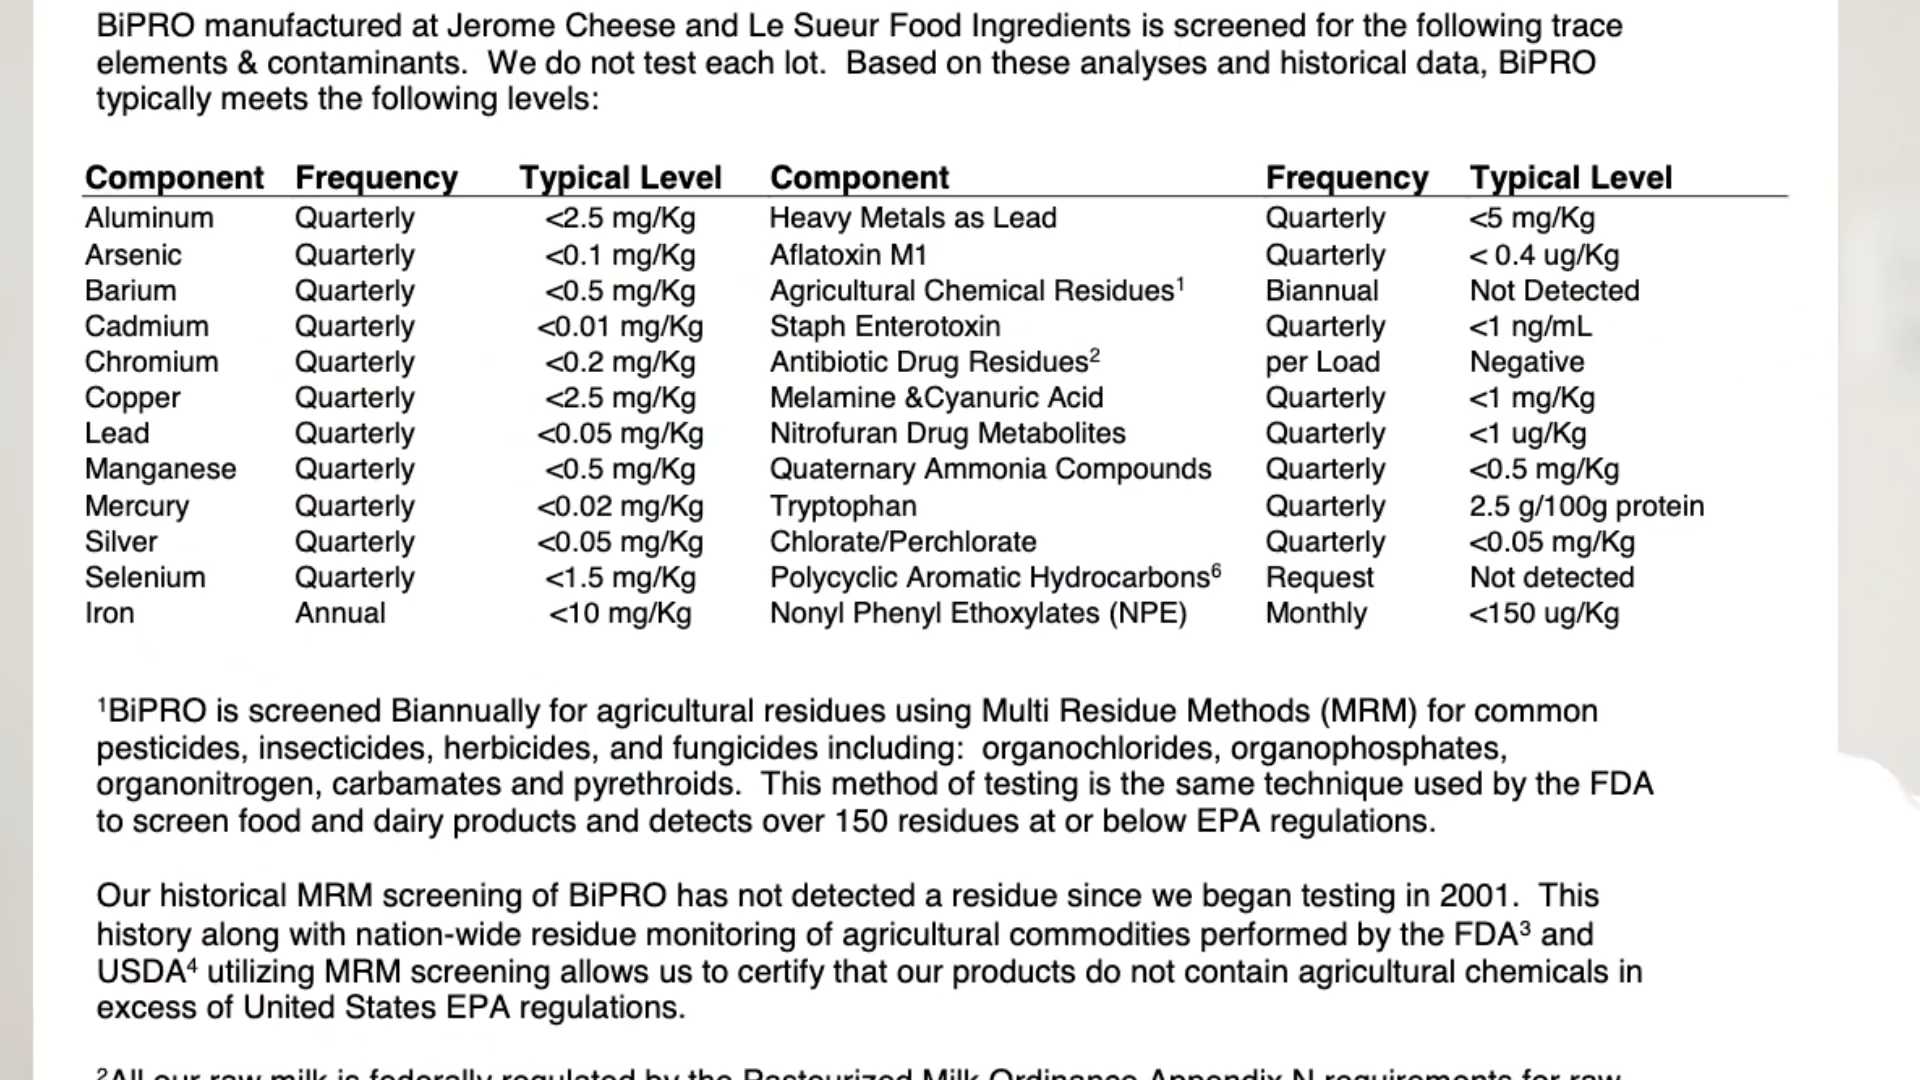 BiPRO manufactured at Jerome Cheese and Le Sueur Food Ingredients is screened for the following trace
elements & contaminants.  We do not test each lot.  Based on these analyses and historical data, BiPRO
typically meets the following levels:
Component Frequency Typical Level Component Frequency Typical Level
Aluminum Quarterly <2.5 mg/Kg Heavy Metals as Lead Quarterly <5 mg/Kg
Arsenic Quarterly <0.1 mg/Kg Aflatoxin M1 Quarterly < 0.4 ug/Kg
Barium Quarterly <0.5 mg/Kg Agricultural Chemical Residues¹ Biannual Not Detected
Cadmium Quarterly <0.01 mg/Kg Staph Enterotoxin Quarterly <1 ng/mL
Chromium Quarterly <0.2 mg/Kg Antibiotic Drug Residues² per Load Negative
Copper Quarterly <2.5 mg/Kg Melamine &Cyanuric Acid Quarterly <1 mg/Kg
Lead Quarterly <0.05 mg/Kg Nitrofuran Drug Metabolites Quarterly <1 ug/Kg
Manganese Quarterly <0.5 mg/Kg Quaternary Ammonia Compounds Quarterly <0.5 mg/Kg
Mercury Quarterly <0.02 mg/Kg Tryptophan Quarterly 2.5 g/100g protein
Silver Quarterly <0.05 mg/Kg Chlorate/Perchlorate Quarterly <0.05 mg/Kg
Selenium Quarterly <1.5 mg/Kg Polycyclic Aromatic Hydrocarbons⁶ Request Not detected
Iron Annual <10 mg/Kg Nonyl Phenyl Ethoxylates (NPE) Monthly <150 ug/Kg
¹BiPRO is screened Biannually for agricultural residues using Multi Residue Methods (MRM) for common
pesticides, insecticides, herbicides, and fungicides including:  organochlorides, organophosphates,
organonitrogen, carbamates and pyrethroids.  This method of testing is the same technique used by the FDA
to screen food and dairy products and detects over 150 residues at or below EPA regulations.
Our historical MRM screening of BiPRO has not detected a residue since we began testing in 2001.  This
history along with nation-wide residue monitoring of agricultural commodities performed by the FDA³ and
USDA⁴ utilizing MRM screening allows us to certify that our products do not contain agricultural chemicals in
excess of United States EPA regulations.
²All our raw milk is federally regulated by the Pasteurized Milk Ordinance Appendix N requirements for raw